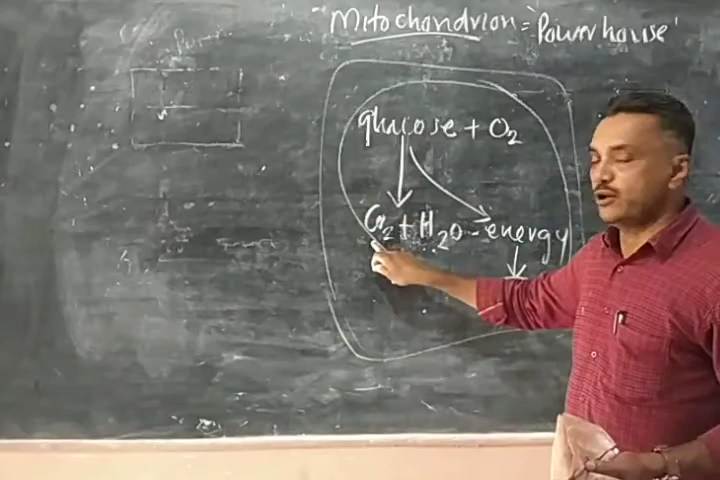 Mitochondrion = 'Powerhouse'
glucose + O2
Co2 + H2O - energy